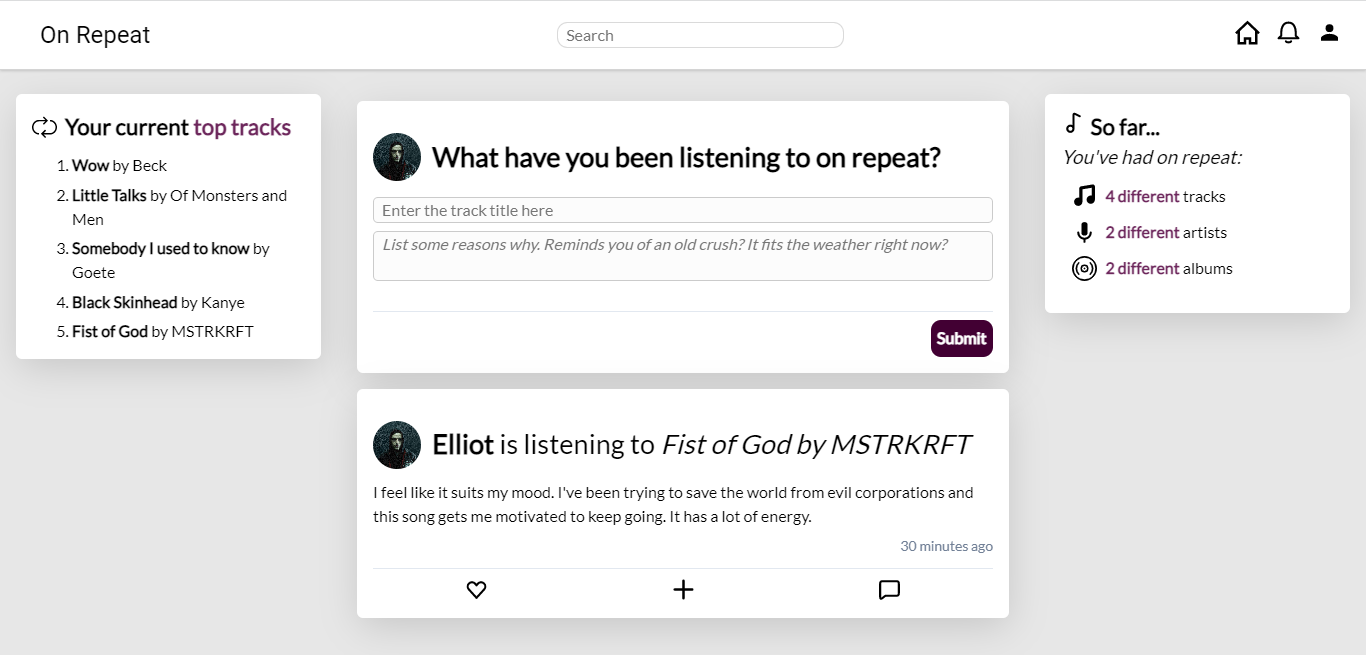 On Repeat
Search
Your current top tracks
1. Wow by Beck
2. Little Talks by Of Monsters and
Men
3. Somebody I used to know by
Goete
4. Black Skinhead by Kanye
5. Fist of God by MSTRKRFT
What have you been listening to on repeat?
Enter the track title here
List some reasons why. Reminds you of an old crush? It fits the weather right now?
Submit
Elliot is listening to Fist of God by MSTRKRFT
I feel like it suits my mood. I've been trying to save the world from evil corporations and
this song gets me motivated to keep going. It has a lot of energy.
30 minutes ago
So far...
You've had on repeat:
4 different tracks
2 different artists
2 different albums